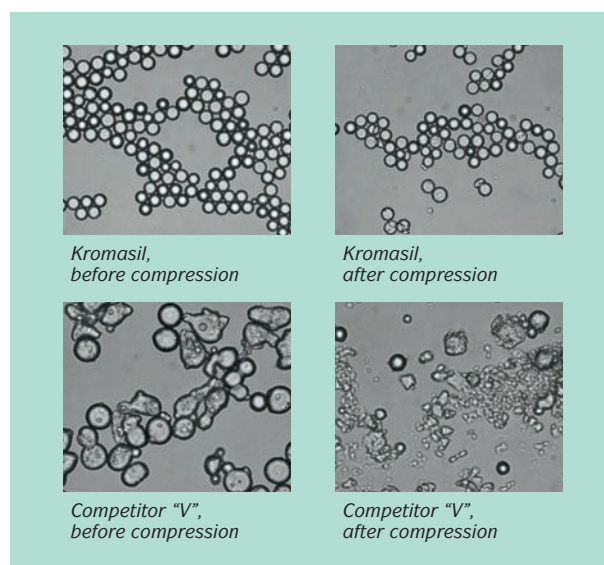 Kromasil,
before compression
Kromasil,
after compression
Competitor “V”,
before compression
Competitor “V”,
after compression